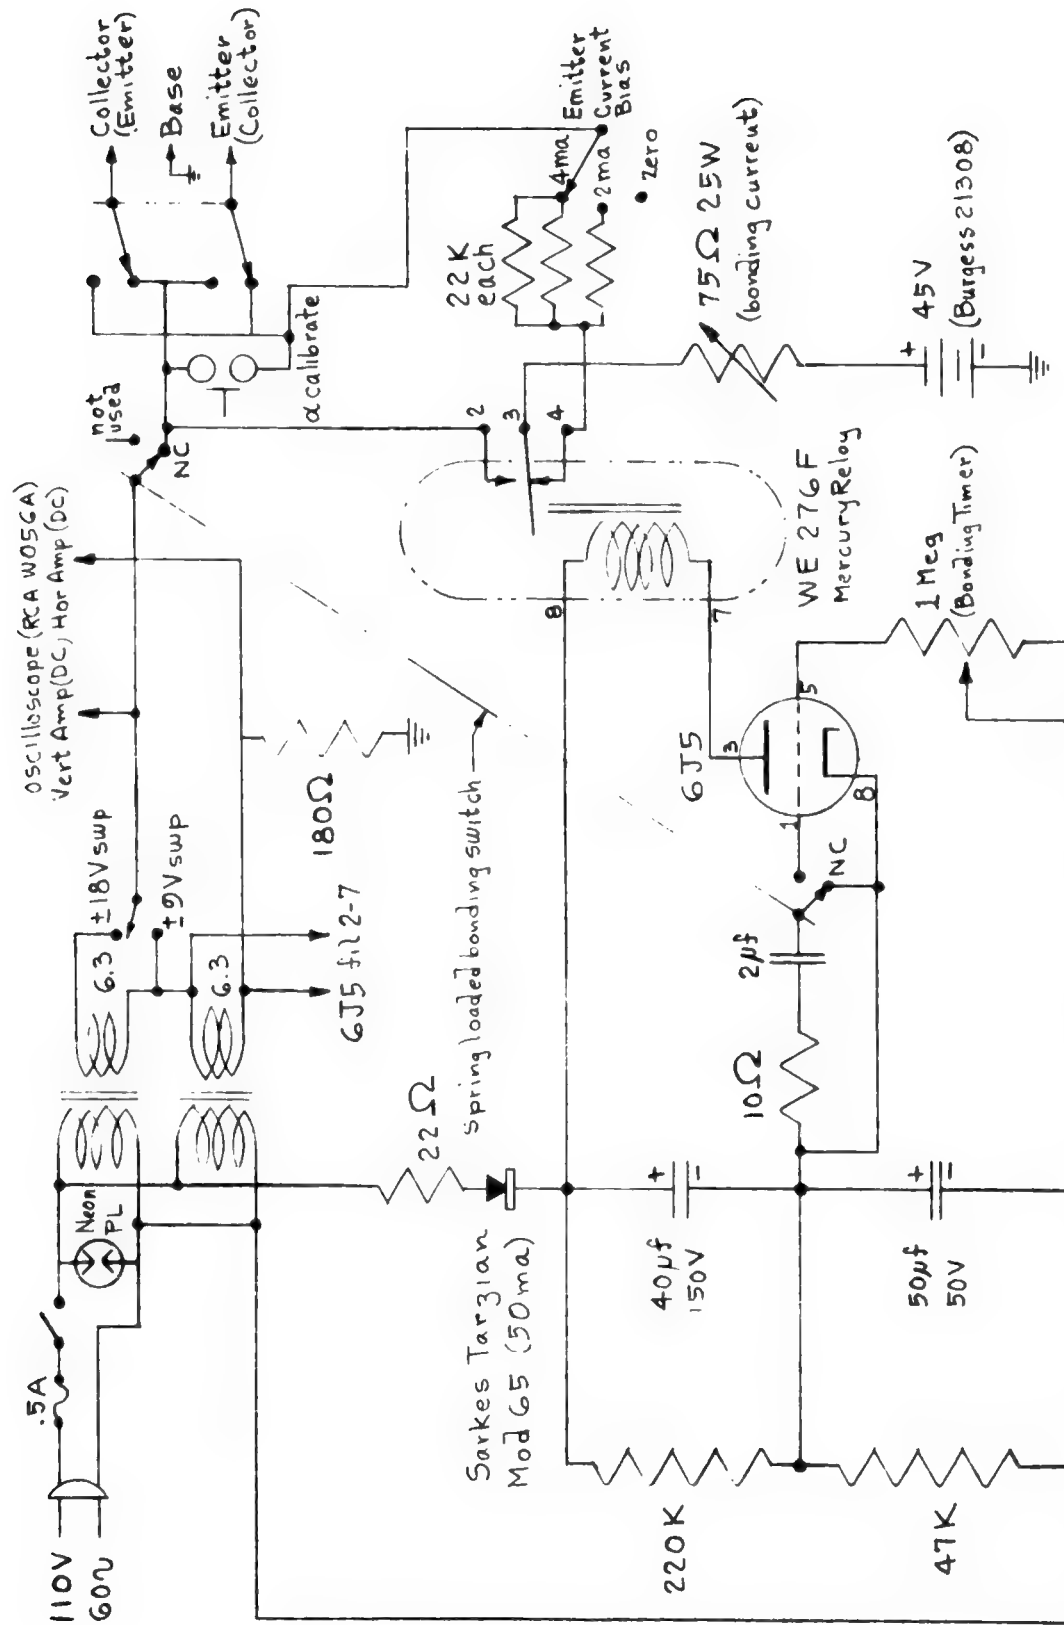 110V
60~
.5A
Neon
PL
6.3
±18V swp
±9V swp
6.3
6J5 fil 2-7
Oscilloscope (RCA WO56A)
Vert Amp (DC, Hor Amp (DC)
not
used
NC
Collector
(Emitter)
Base
Emitter
(Collector)
α calibrate
180Ω
Spring loaded bonding switch
22Ω
Sarkes Tarzian
Mod 65 (50ma)
22K
each
4ma
2ma
zero
Emitter
Current
Bias
2
3
4
8
7
75Ω 25W
(bonding current)
WE 276F
Mercury Relay
45V
(Burgess 21308)
+
-
6J5
3
1
5
8
NC
2µf
10Ω
1 Meg
(Bonding Timer)
40µf
150V
+
-
50µf
50V
+
-
220K
47K